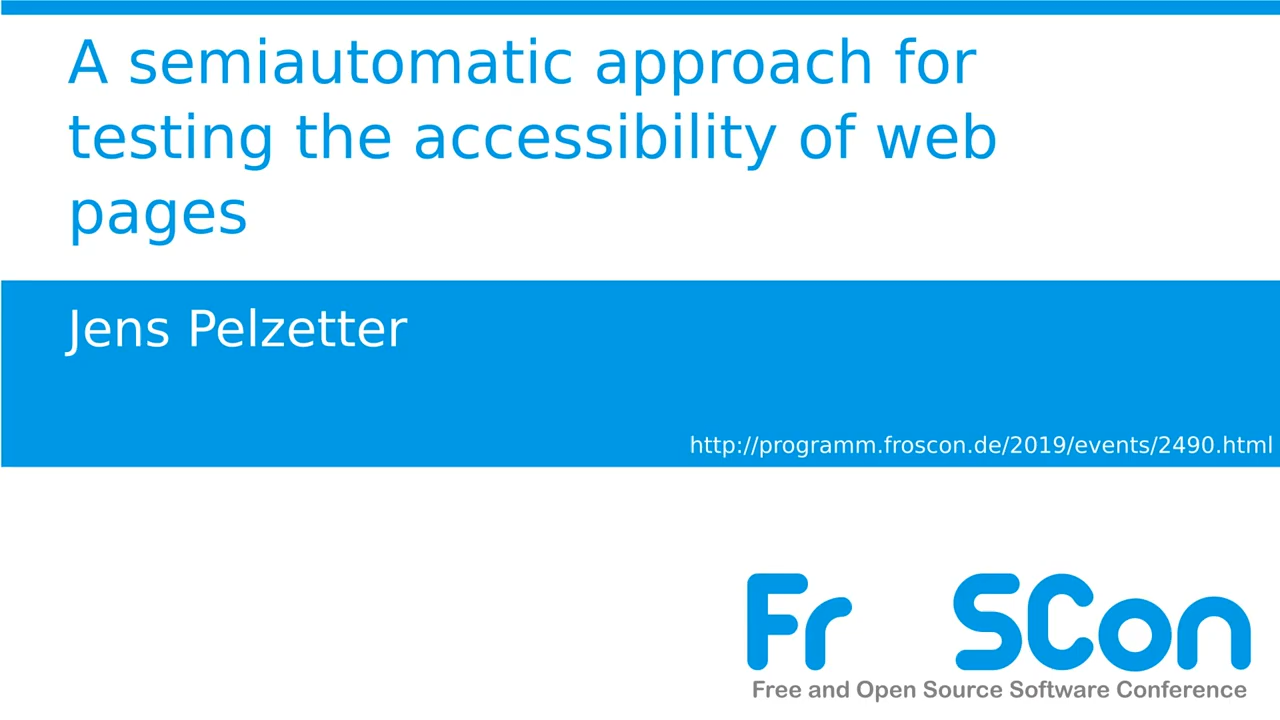 A semiautomatic approach for
testing the accessibility of web
pages
Jens Pelzetter
http://programm.froscon.de/2019/events/2490.html
Fr SCon
Free and Open Source Software Conference